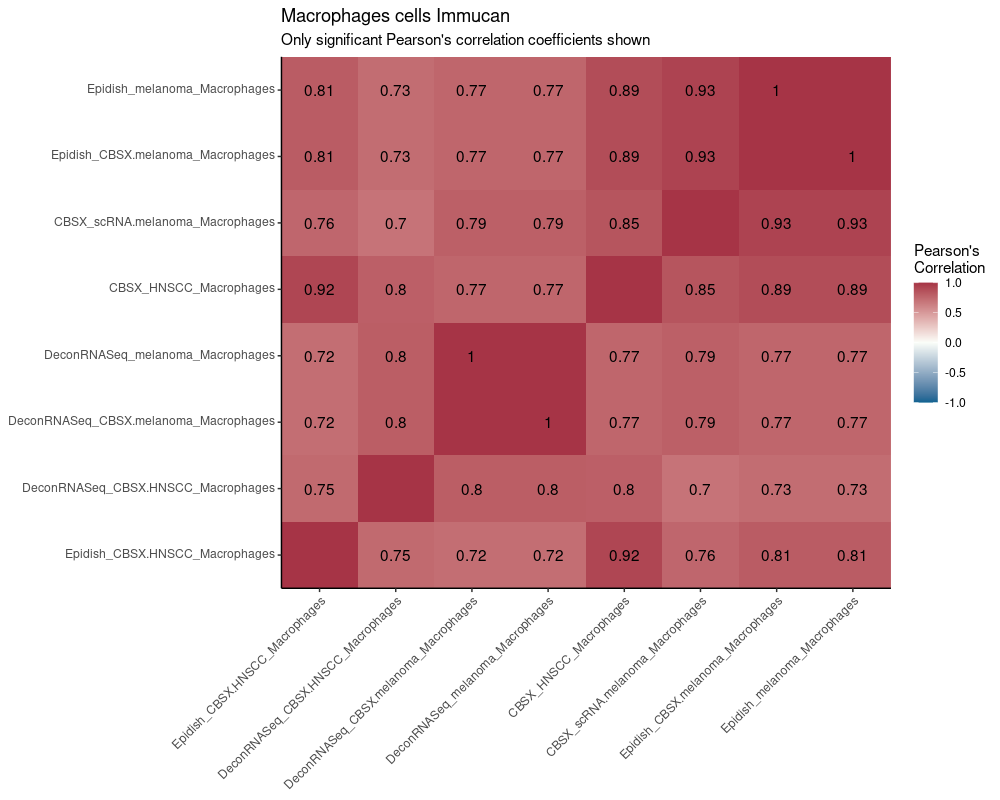 Macrophages cells Immucan
Only significant Pearson's correlation coefficients shown
Epidish_melanoma_Macrophages 0.81 0.73 0.77 0.77 0.89 0.93 1
Epidish_CBSX.melanoma_Macrophages 0.81 0.73 0.77 0.77 0.89 0.93 1
CBSX_scRNA.melanoma_Macrophages 0.76 0.7 0.79 0.79 0.85 0.93 0.93
CBSX_HNSCC_Macrophages 0.92 0.8 0.77 0.77 0.85 0.89 0.89
DeconRNASeq_melanoma_Macrophages 0.72 0.8 1 0.77 0.79 0.77 0.77
DeconRNASeq_CBSX.melanoma_Macrophages 0.72 0.8 1 0.77 0.79 0.77 0.77
DeconRNASeq_CBSX.HNSCC_Macrophages 0.75 0.8 0.8 0.8 0.7 0.73 0.73
Epidish_CBSX.HNSCC_Macrophages 0.75 0.72 0.72 0.92 0.76 0.81 0.81
Epidish_CBSX.HNSCC_Macrophages
DeconRNASeq_CBSX.HNSCC_Macrophages
DeconRNASeq_CBSX.melanoma_Macrophages
DeconRNASeq_melanoma_Macrophages
CBSX_HNSCC_Macrophages
CBSX_scRNA.melanoma_Macrophages
Epidish_CBSX.melanoma_Macrophages
Epidish_melanoma_Macrophages
Pearson's
Correlation
1.0
0.5
0.0
-0.5
-1.0